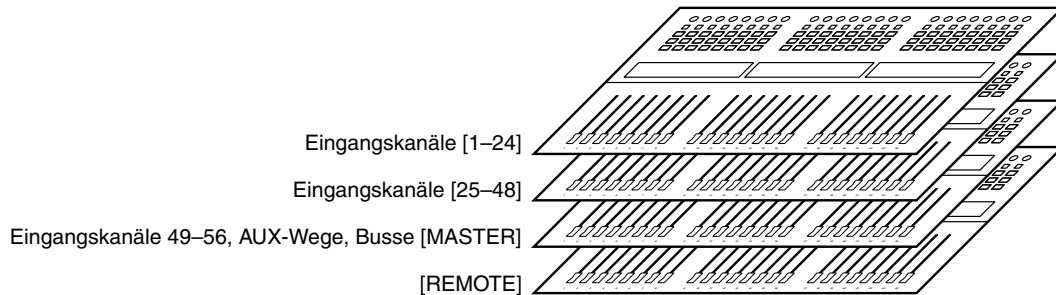 Eingangskanäle [1–24]
Eingangskanäle [25–48]
Eingangskanäle 49–56, AUX-Wege, Busse [MASTER]
[REMOTE]